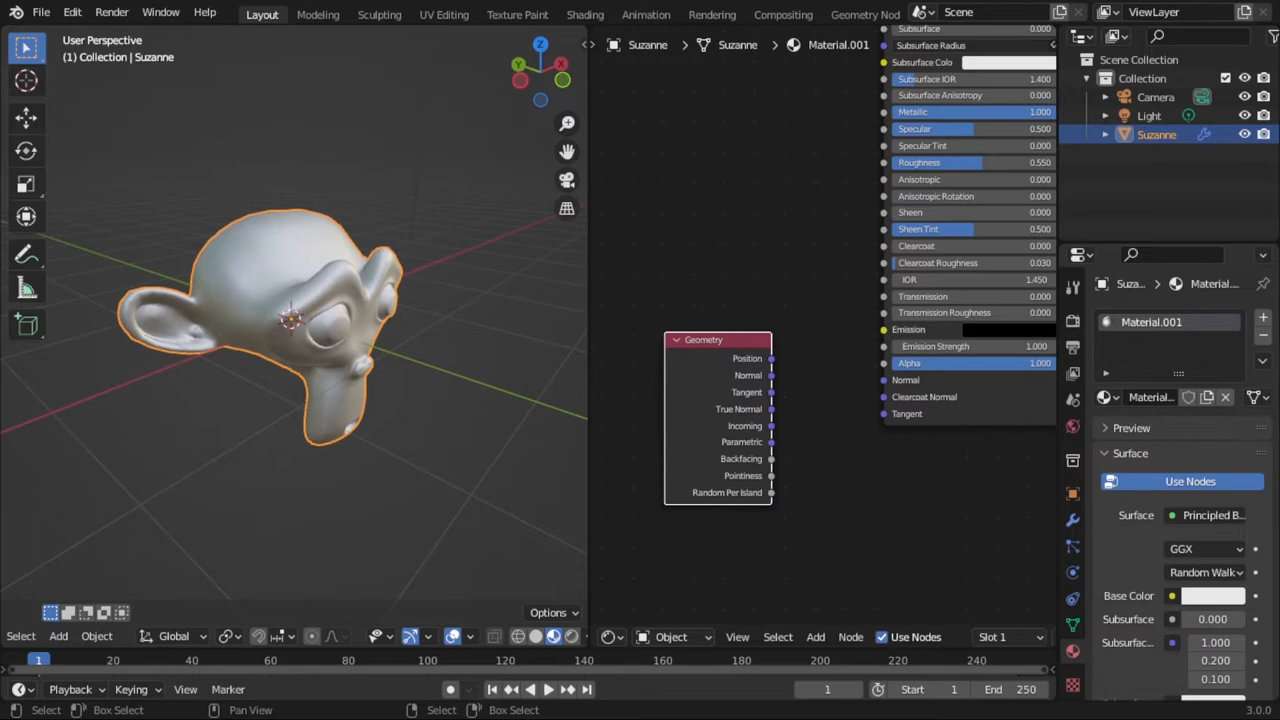 File Edit Render Window Help Layout Modeling Sculpting UV Editing Texture Paint Shading Animation Rendering Compositing Geometry Nod Scene ViewLayer
User Perspective
(1) Collection | Suzanne
Z
Y
X
Options
Select Add Object Global
Suzanne Suzanne Material.001
Subsurface 0.000
Subsurface Radius
Subsurface Colo
Subsurface IOR 1.400
Subsurface Anisotropy 0.000
Metallic 1.000
Specular 0.500
Specular Tint 0.000
Roughness 0.550
Anisotropic 0.000
Anisotropic Rotation 0.000
Sheen 0.000
Sheen Tint 0.500
Clearcoat 0.000
Clearcoat Roughness 0.030
IOR 1.450
Transmission 0.000
Transmission Roughness 0.000
Emission
Emission Strength 1.000
Alpha 1.000
Normal
Clearcoat Normal
Tangent
Geometry
Position
Normal
Tangent
True Normal
Incoming
Parametric
Backfacing
Pointiness
Random Per Island
Object View Select Add Node Use Nodes Slot 1
Scene Collection
Collection
Camera
Light
Suzanne
Suza... Material....
Material.001
Material...
Preview
Surface
Use Nodes
Surface Principled B...
GGX
Random Walk
Base Color
Subsurface 0.000
Subsurfac... 1.000
0.200
0.100
1 20 40 60 80 100 120 140 160 180 200 220 240
Playback Keying View Marker 1 Start 1 End 250
Select Box Select Pan View Select Box Select 3.0.0